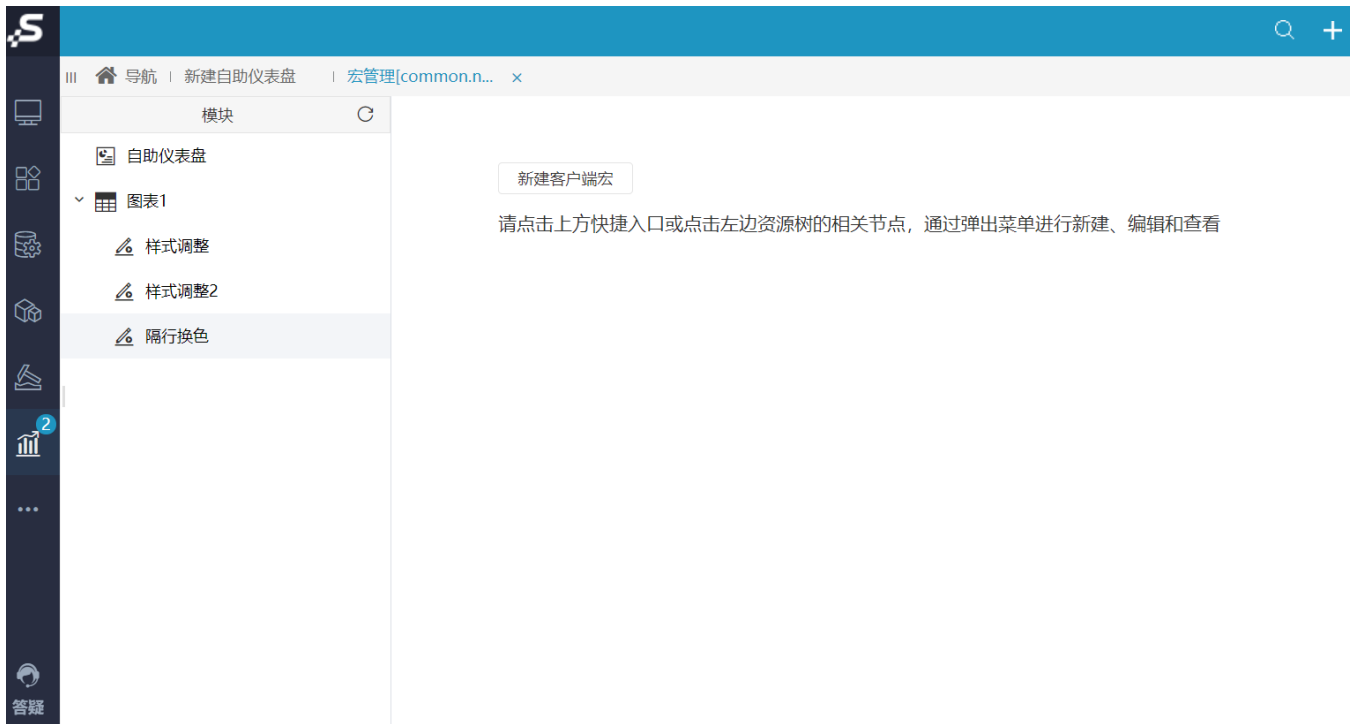 S
导航 新建自助仪表盘 宏管理[common.n... ×
模块
自助仪表盘
图表1
样式调整
样式调整2
隔行换色
新建客户端宏
请点击上方快捷入口或点击左边资源树的相关节点，通过弹出菜单进行新建、编辑和查看
2
答疑